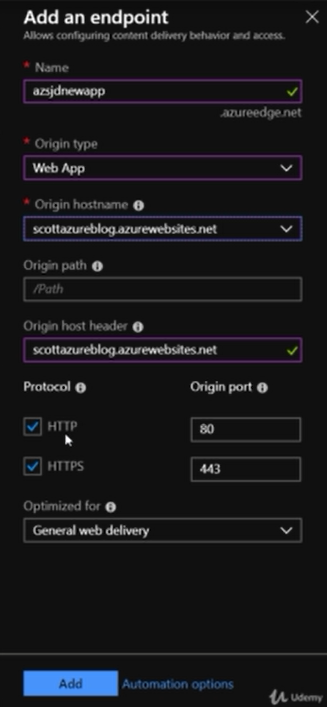 Add an endpoint
Allows configuring content delivery behavior and access.
* Name
azsjdnewapp
.azureedge.net
* Origin type
Web App
* Origin hostname
scottazureblog.azurewebsites.net
Origin path
/Path
Origin host header
scottazureblog.azurewebsites.net
Protocol Origin port
HTTP 80
HTTPS 443
Optimized for
General web delivery
Add Automation options
Udemy